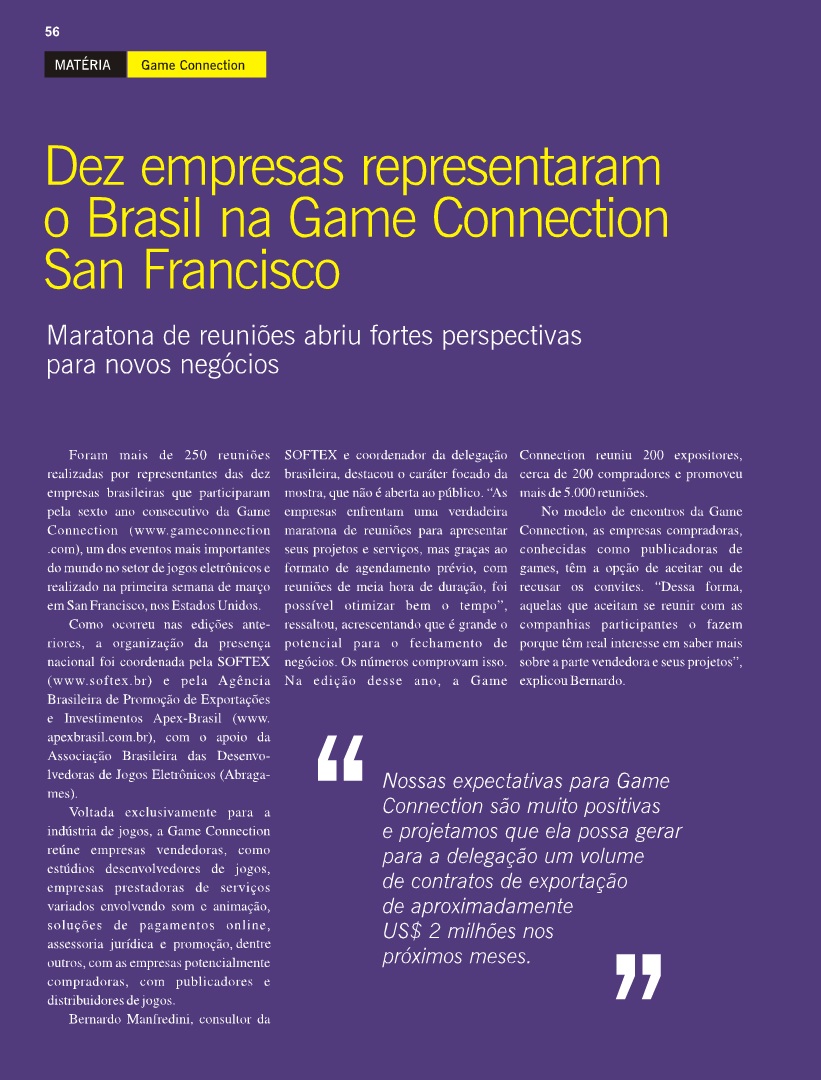 56
MATÉRIA
Game Connection
Dez empresas representaram
o Brasil na Game Connection
San Francisco
Maratona de reuniões abriu fortes perspectivas
para novos negócios
Foram mais de 250 reuniões
realizadas por representantes das dez
empresas brasileiras que participaram
pela sexto ano consecutivo da Game
Connection (www.gameconnection
.com), um dos eventos mais importantes
do mundo no setor de jogos eletrônicos e
realizado na primeira semana de março
em San Francisco, nos Estados Unidos.
Como ocorreu nas edições ante-
riores, a organização da presença
nacional foi coordenada pela SOFTEX
(www.softex.br) e pela Agência
Brasileira de Promoção de Exportações
e Investimentos Apex-Brasil (www.
apexbrasil.com.br), com o apoio da
Associação Brasileira das Desenvo-
lvedoras de Jogos Eletrônicos (Abraga-
mes).
Voltada exclusivamente para a
indústria de jogos, a Game Connection
reúne empresas vendedoras, como
estúdios desenvolvedores de jogos,
empresas prestadoras de serviços
variados envolvendo som e animação,
soluções de pagamentos online,
assessoria jurídica e promoção, dentre
outros, com as empresas potencialmente
compradoras, com publicadores e
distribuidores de jogos.
Bernardo Manfredini, consultor da
SOFTEX e coordenador da delegação
brasileira, destacou o caráter focado da
mostra, que não é aberta ao público. “As
empresas enfrentam uma verdadeira
maratona de reuniões para apresentar
seus projetos e serviços, mas graças ao
formato de agendamento prévio, com
reuniões de meia hora de duração, foi
possível otimizar bem o tempo”,
ressaltou, acrescentando que é grande o
potencial para o fechamento de
negócios. Os números comprovam isso.
Na edição desse ano, a Game
Connection reuniu 200 expositores,
cerca de 200 compradores e promoveu
mais de 5.000 reuniões.
No modelo de encontros da Game
Connection, as empresas compradoras,
conhecidas como publicadoras de
games, têm a opção de aceitar ou de
recusar os convites. “Dessa forma,
aquelas que aceitam se reunir com as
companhias participantes o fazem
porque têm real interesse em saber mais
sobre a parte vendedora e seus projetos”,
explicou Bernardo.
“
Nossas expectativas para Game
Connection são muito positivas
e projetamos que ela possa gerar
para a delegação um volume
de contratos de exportação
de aproximadamente
US$ 2 milhões nos
próximos meses.
”